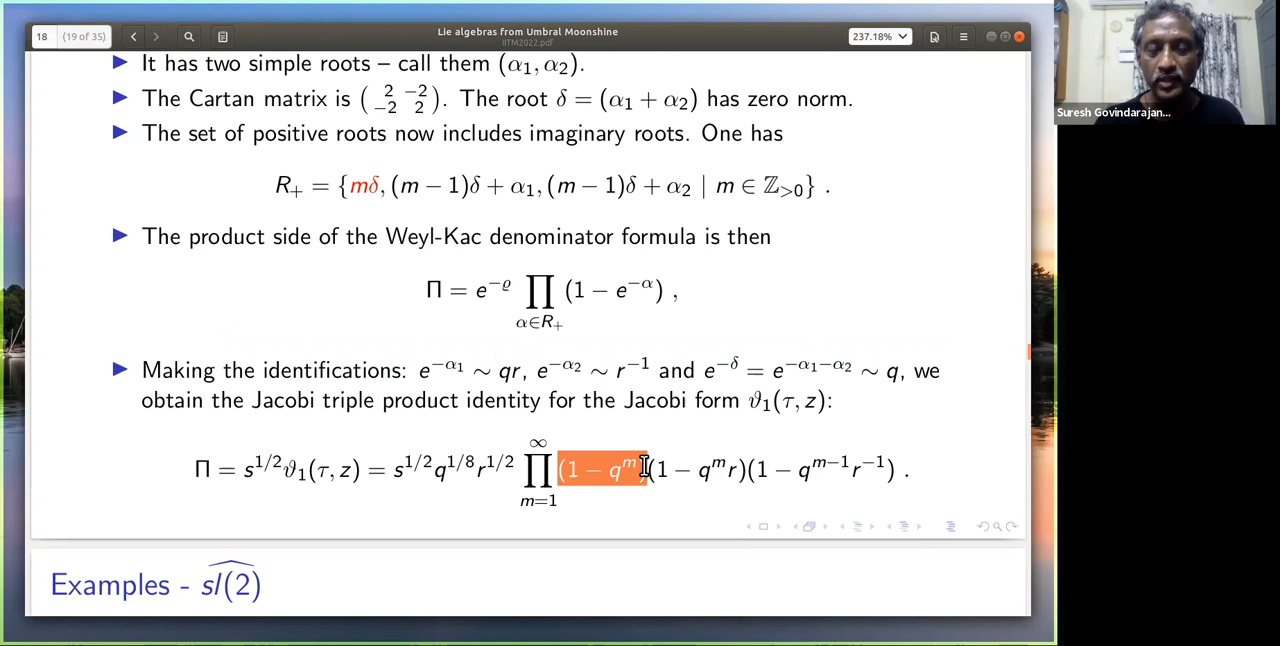 18 (19 of 35)
Lie algebras from Umbral Moonshine
IITM2022.pdf
237.18%
It has two simple roots – call them (α₁, α₂).
The Cartan matrix is ( 2 −2 −2 2 ). The root δ = (α₁ + α₂) has zero norm.
The set of positive roots now includes imaginary roots. One has
R₊ = {mδ, (m − 1)δ + α₁, (m − 1)δ + α₂ | m ∈ ℤ_{>0}} .
The product side of the Weyl-Kac denominator formula is then
Π = e^{−ϱ} ∏_{α∈R₊} (1 − e^{−α}) ,
Making the identifications: e^{−α₁} ∼ qr, e^{−α₂} ∼ r^{−1} and e^{−δ} = e^{−α₁−α₂} ∼ q, we
obtain the Jacobi triple product identity for the Jacobi form ϑ₁(τ, z):
Π = s^{1/2}ϑ₁(τ, z) = s^{1/2}q^{1/8}r^{1/2} ∏_{m=1}^{∞} (1 − q^m)(1 − q^m r)(1 − q^{m−1}r^{−1}) .
Examples - \widehat{sl(2)}
Suresh Govindarajan...